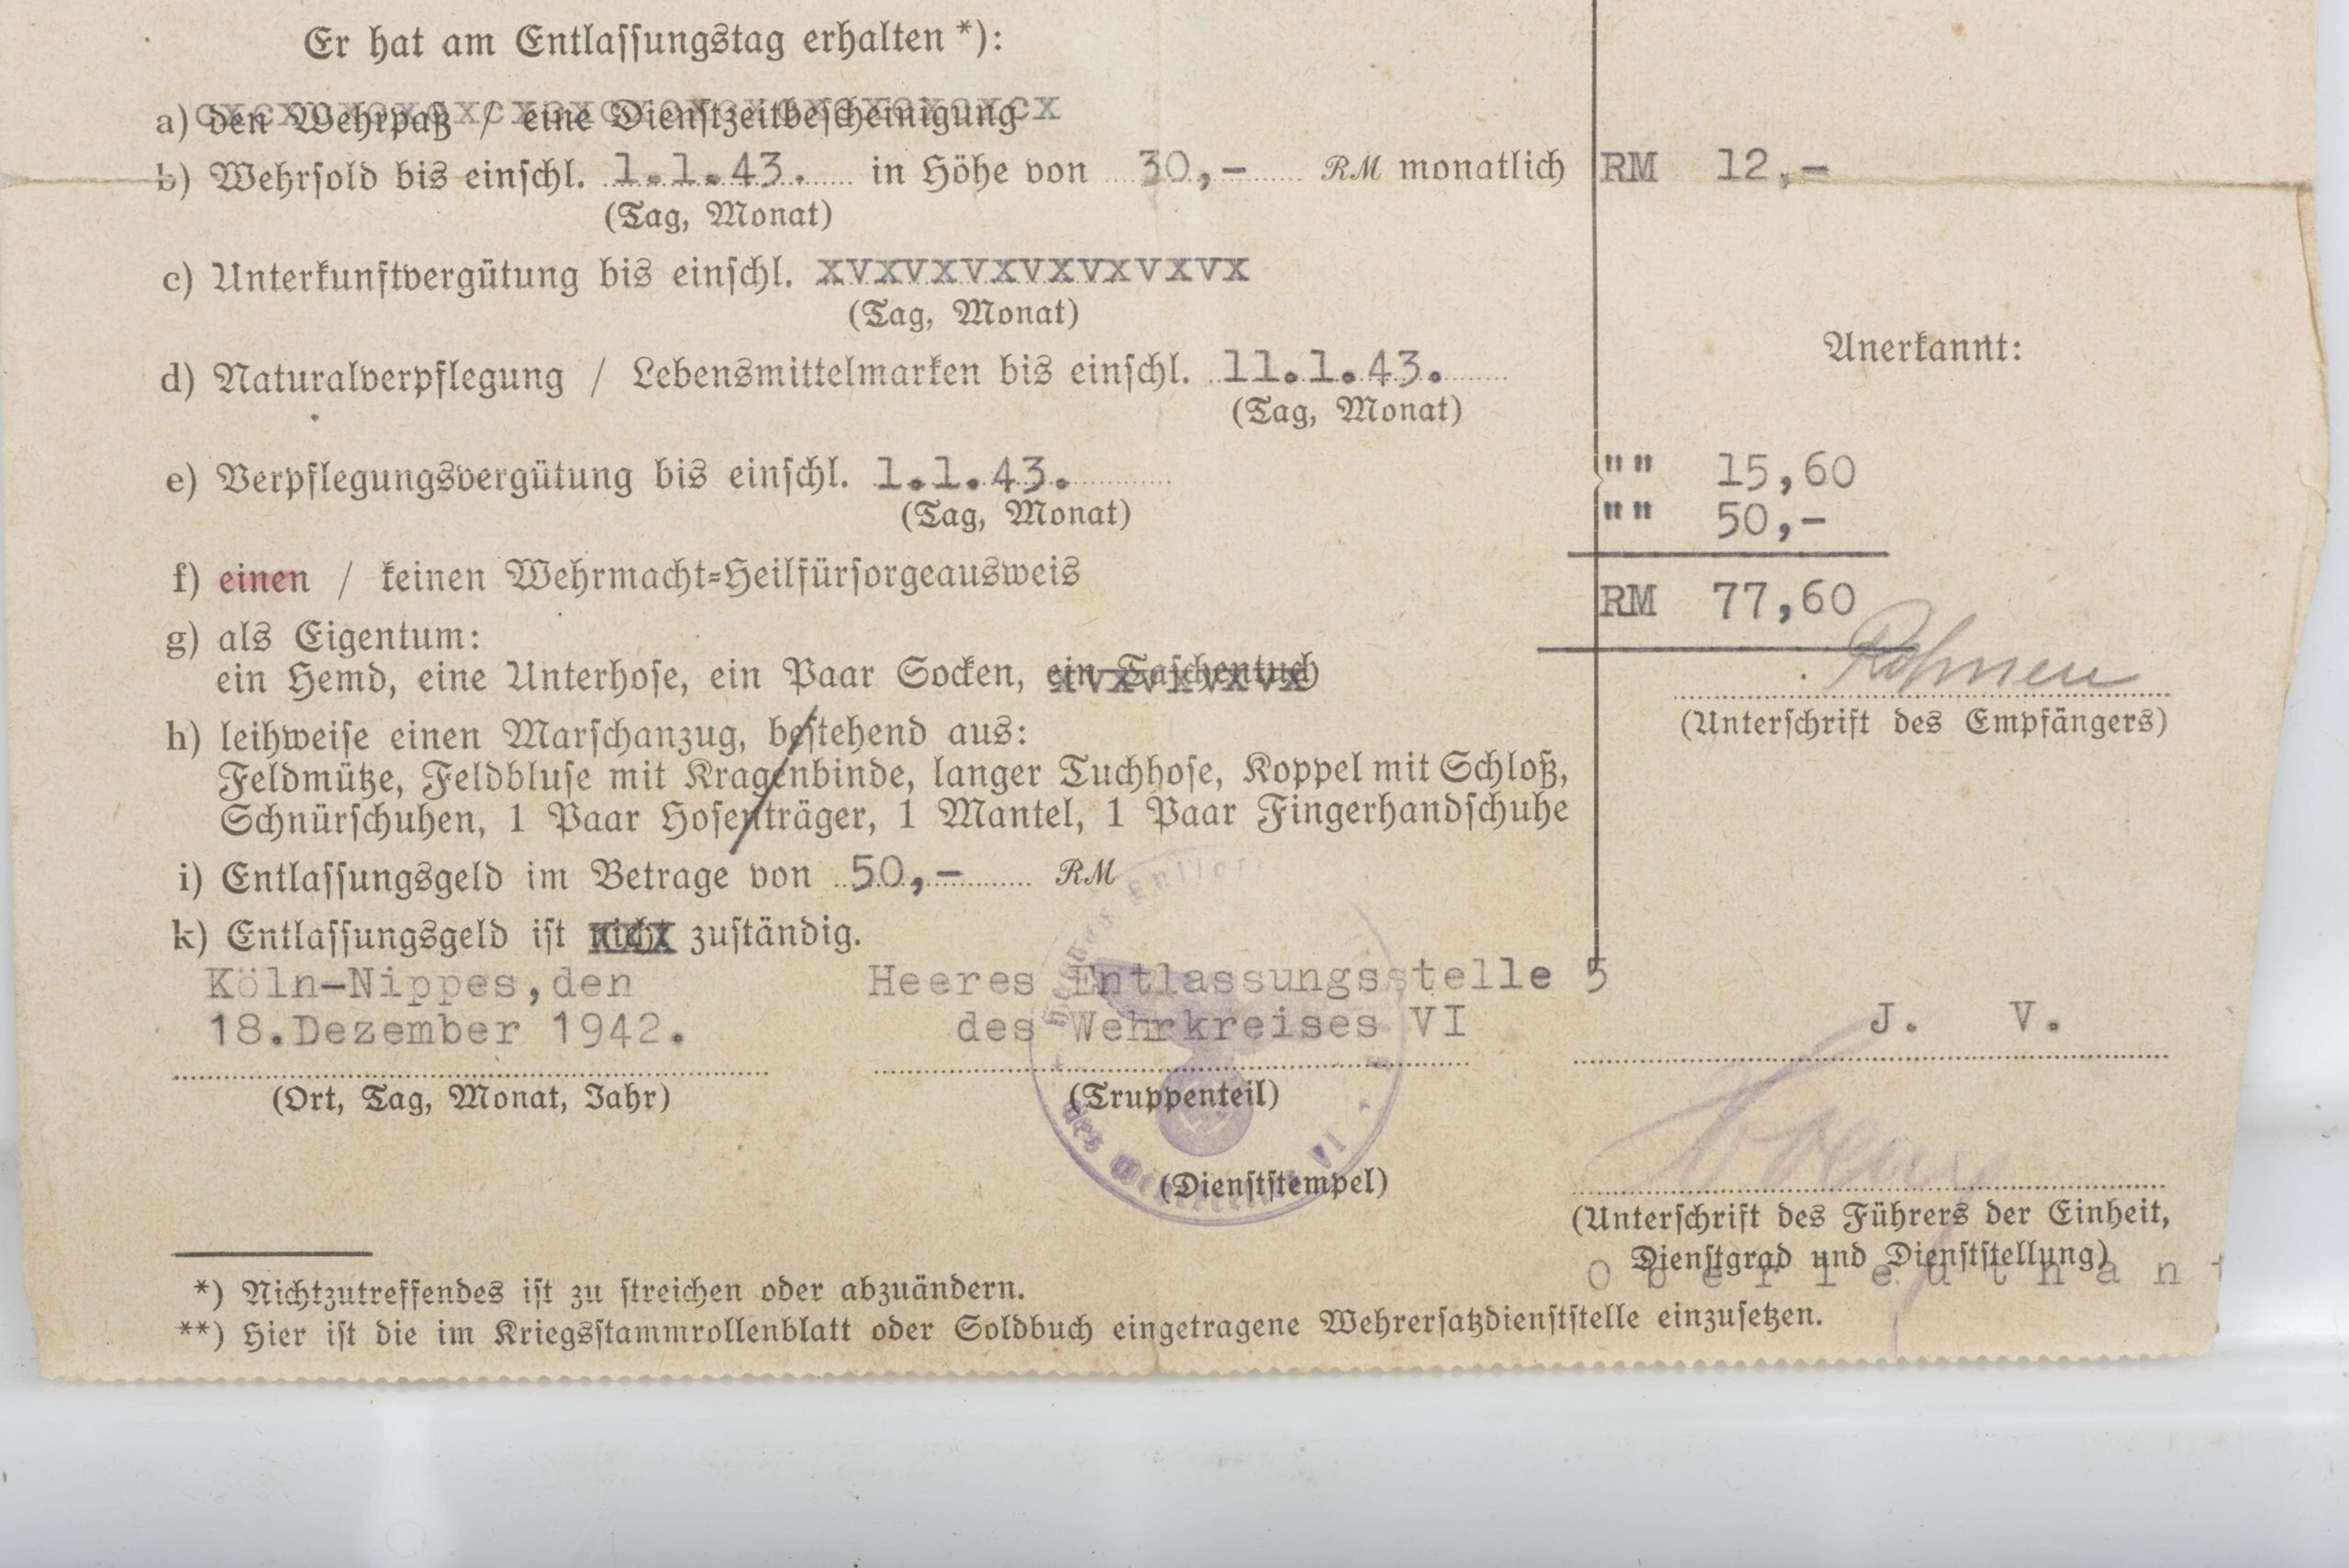 Er hat am Entlassungstag erhalten *):
a) den Wehrpaß / eine Dienstzeitbescheinigung
b) Wehrsold bis einschl. 1.1.43. in Höhe von 30,- RM monatlich RM 12,-
(Tag, Monat)
c) Unterkunftvergütung bis einschl. xvxvxvxvxvxvxvx
(Tag, Monat)
Anerkannt:
d) Naturalverpflegung / Lebensmittelmarken bis einschl. 11.1.43.
(Tag, Monat)
e) Verpflegungsvergütung bis einschl. 1.1.43. "" 15,60
(Tag, Monat) "" 50,-
f) einen / keinen Wehrmacht-Heilfürsorgeausweis RM 77,60
g) als Eigentum:
ein Hemd, eine Unterhose, ein Paar Socken, ein Taschentuch
(Unterschrift des Empfängers)
h) leihweise einen Marschanzug, bestehend aus:
Feldmütze, Feldbluse mit Kragenbinde, langer Tuchhose, Koppel mit Schloß,
Schnürschuhen, 1 Paar Hosenträger, 1 Mantel, 1 Paar Fingerhandschuhe
i) Entlassungsgeld im Betrage von 50,- RM
k) Entlassungsgeld ist nicht zuständig.
Köln-Nippes,den Heeres Entlassungsstelle 5
18.Dezember 1942. des Wehrkreises VI J. V.
(Ort, Tag, Monat, Jahr) (Truppenteil)
(Dienststempel)
(Unterschrift des Führers der Einheit,
Dienstgrad und Dienststellung)
Oberleutnant
*) Nichtzutreffendes ist zu streichen oder abzuändern.
**) Hier ist die im Kriegsstammrollenblatt oder Soldbuch eingetragene Wehrersatzdienststelle einzusetzen.